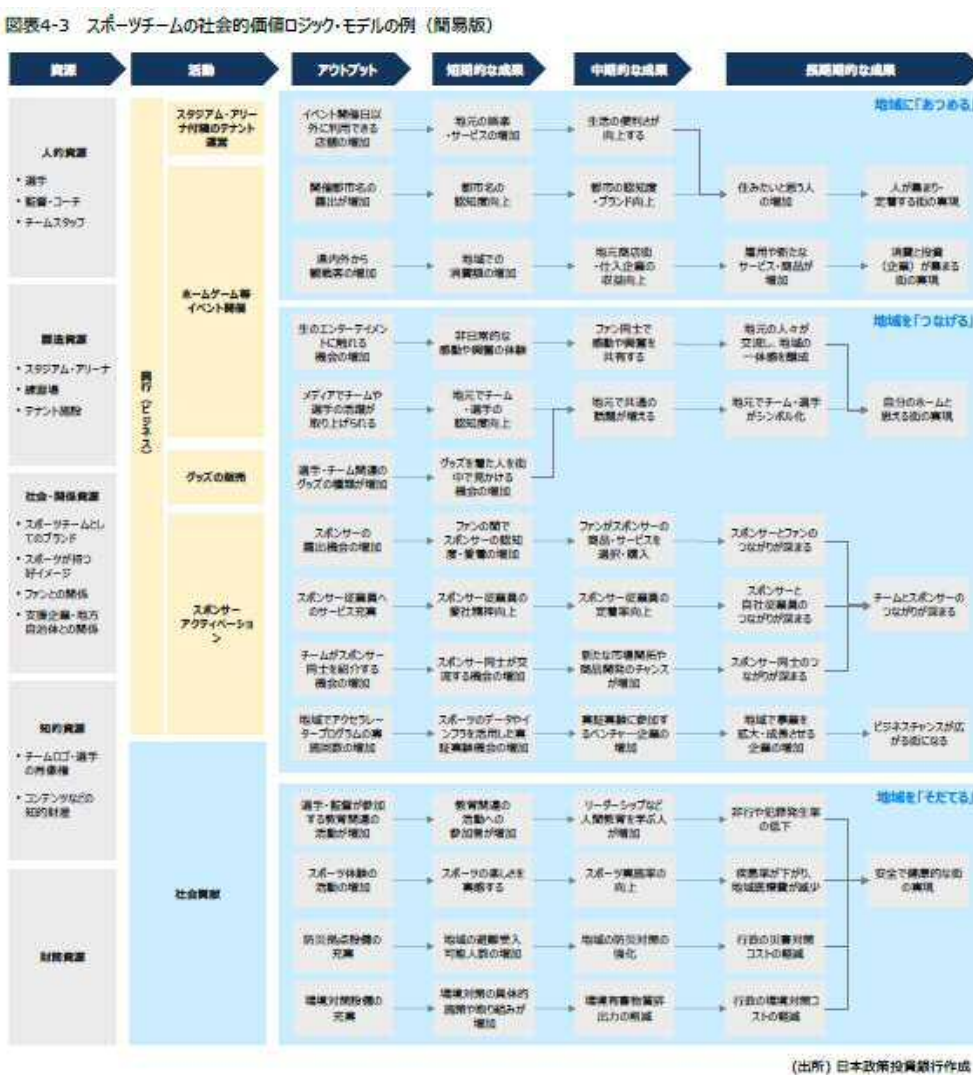 図表4-3 スポーツチームの社会的価値ロジック・モデルの例（簡易版）
資源
活動
アウトプット
短期的な成果
中期的な成果
長期期的な成果
人的資源
・選手
・監督・コーチ
・チームスタッフ
製造資源
・スタジアム・アリーナ
・練習場
・テナント施設
社会・関係資源
・スポーツチームとし
てのブランド
・スポーツが持つ
好イメージ
・ファンとの関係
・支援企業・地方
自治体との関係
知的資源
・チームロゴ・選手
の肖像権
・コンテンツなどの
知的財産
財務資源
興行（ビジネス）
スタジアム・アリー
ナ付随のテナント
運営
ホームゲーム等
イベント開催
グッズの販売
スポンサー
アクティベーショ
ン
社会貢献
地域に「あつめる」
イベント開催日以
外に利用できる
店舗の増加
地元の娯楽
・サービスの増加
生活の便利さが
向上する
開催都市名の
露出が増加
都市名の
認知度向上
都市の認知度
・ブランド向上
住みたいと思う人
の増加
人が集まり・
定着する街の実現
県内外から
観戦客の増加
地域での
消費額の増加
地元商店街
・仕入企業の
収益向上
雇用や新たな
サービス・商品が
増加
消費と投資
（企業）が集まる
街の実現
地域を「つなげる」
生のエンターテイメン
トに触れる
機会の増加
非日常的な
感動や興奮の体験
ファン同士で
感動や興奮を
共有する
地元の人々が
交流し、地域の
一体感を醸成
メディアでチームや
選手の活躍が
取り上げられる
地元でチーム
・選手の
認知度向上
地元で共通の
話題が増える
地元でチーム・選手
がシンボル化
自分のホームと
思える街の実現
選手・チーム関連の
グッズの種類が増加
グッズを着た人を街
中で見かける
機会の増加
スポンサーの
露出機会の増加
ファンの間で
スポンサーの認知
度・愛着の増加
ファンがスポンサーの
商品・サービスを
選択・購入
スポンサーとファンの
つながりが深まる
スポンサー従業員へ
のサービス充実
スポンサー従業員の
愛社精神向上
スポンサー従業員の
定着率向上
スポンサーと
自社従業員の
つながりが深まる
チームとスポンサーの
つながりが深まる
チームがスポンサー
同士を紹介する
機会の増加
スポンサー同士が交
流する機会の増加
新たな市場開拓や
商品開発のチャンス
が増加
スポンサー同士のつ
ながりが深まる
地域でアクセラレー
タープログラムの実
施回数の増加
スポーツのデータやイ
ンフラを活用した実
証実験機会の増加
実証実験に参加す
るベンチャー企業の
増加
地域で事業を
拡大・成長させる
企業の増加
ビジネスチャンスが広
がる街になる
地域を「そだてる」
選手・監督が参加
する教育関連の
活動が増加
教育関連の
活動への
参加者が増加
リーダーシップなど
人間教育を学ぶ人
が増加
非行や犯罪発生率
の低下
スポーツ体験の
活動の増加
スポーツの楽しさを
実感する
スポーツ実施率の
向上
疾患率が下がり、
地域医療費が減少
安全で健康的な街
の実現
防災拠点設備の
充実
地域の避難受入
可能人数の増加
地域の防災対策の
強化
行政の災害対策
コストの軽減
環境対策設備の
充実
環境対策の具体的
施策や取り組みが
増加
環境有害物質排
出力の削減
行政の環境対策コ
ストの軽減
(出所) 日本政策投資銀行作成